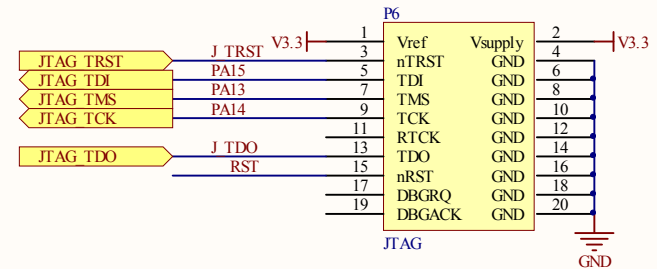 P6
V3.3 1 Vref Vsupply 2 V3.3
JTAG_TRST J_TRST 3 nTRST GND 4
JTAG_TDI PA15 5 TDI GND 6
JTAG_TMS PA13 7 TMS GND 8
JTAG_TCK PA14 9 TCK GND 10
11 RTCK GND 12
JTAG_TDO J_TDO 13 TDO GND 14
RST 15 nRST GND 16
17 DBGRQ GND 18
19 DBGACK GND 20
JTAG
GND